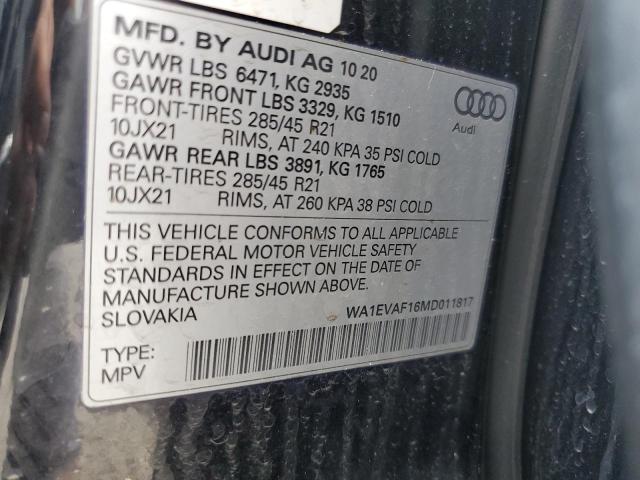 MFD. BY AUDI AG 10 20
GVWR LBS 6471, KG 2935
GAWR FRONT LBS 3329, KG 1510
FRONT-TIRES 285/45 R21
10JX21 RIMS, AT 240 KPA 35 PSI COLD
GAWR REAR LBS 3891, KG 1765
REAR-TIRES 285/45 R21
10JX21 RIMS, AT 260 KPA 38 PSI COLD
Audi
THIS VEHICLE CONFORMS TO ALL APPLICABLE
U.S. FEDERAL MOTOR VEHICLE SAFETY
STANDARDS IN EFFECT ON THE DATE OF
MANUFACTURE SHOWN ABOVE.
SLOVAKIA
WA1EVAF16MD011817
TYPE:
MPV